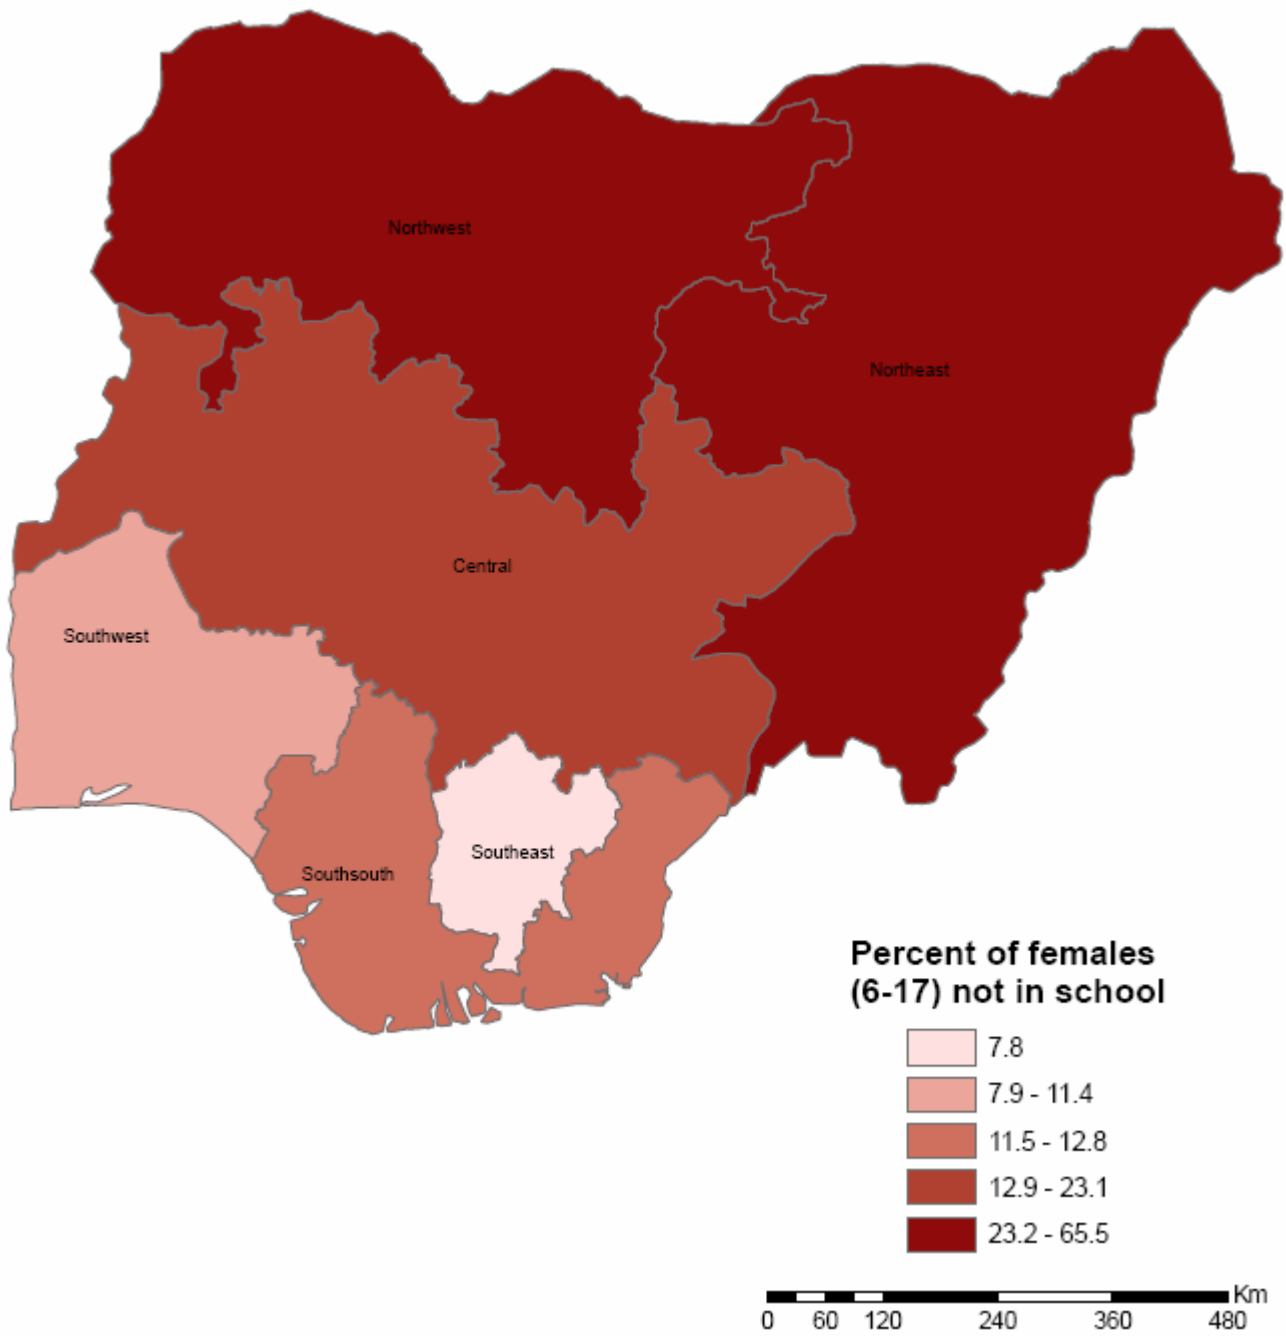 Northwest
Northeast
Central
Southwest
Southeast
Southsouth
Percent of females
(6-17) not in school
7.8
7.9 - 11.4
11.5 - 12.8
12.9 - 23.1
23.2 - 65.5
Km
0 60 120 240 360 480